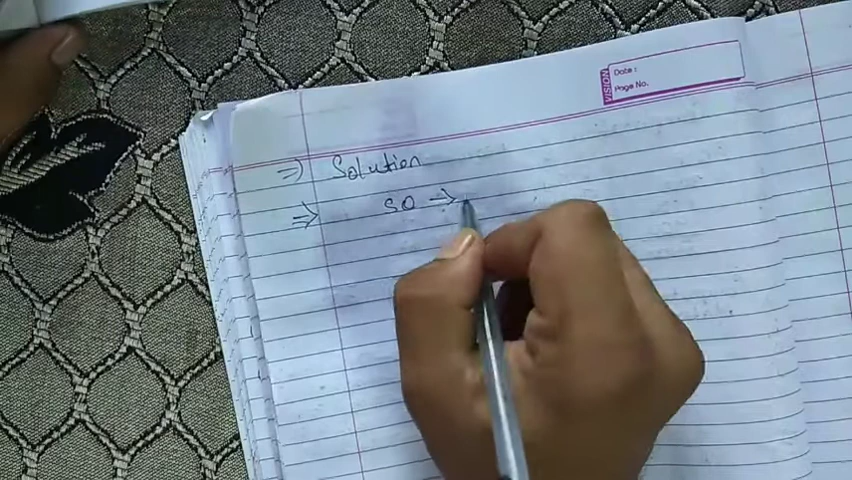 VISION
Date :
Page No.
=> Solution
=> SO →